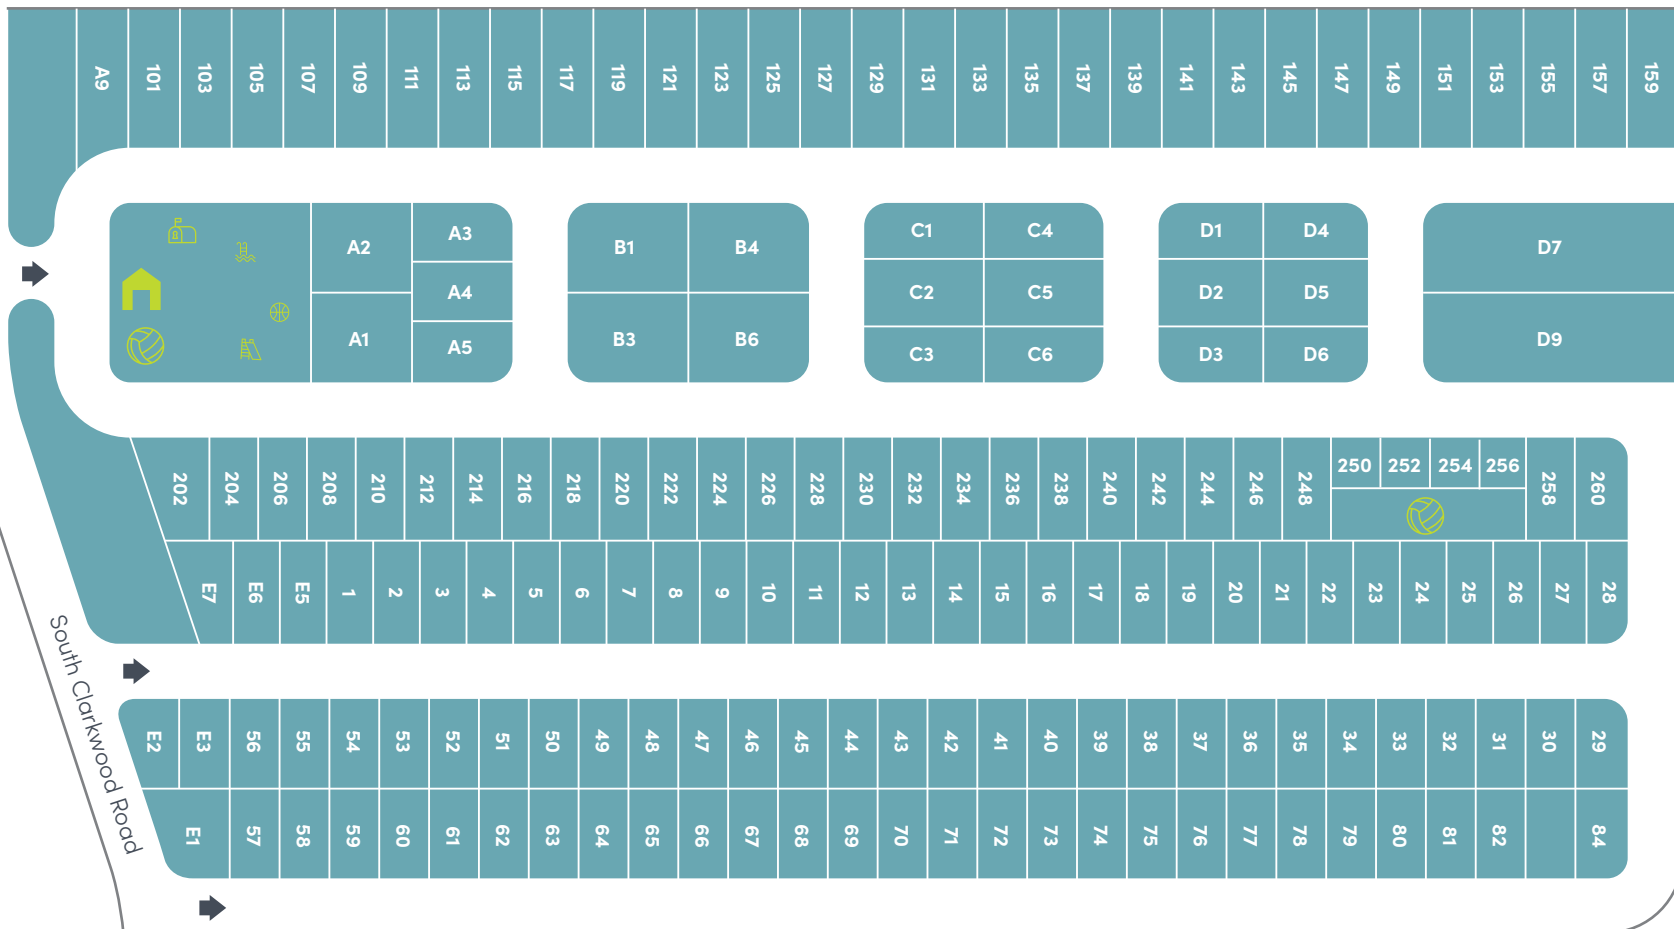 A9 101 103 105 107 109 111 113 115 117 119 121 123 125 127 129 131 133 135 137 139 141 143 145 147 149 151 153 155 157 159
A2 A3 B1 B4 C1 C4 D1 D4 D7
A4 C2 C5 D2 D5
A1 A5 B3 B6 C3 C6 D3 D6 D9
202 204 206 208 210 212 214 216 218 220 222 224 226 228 230 232 234 236 238 240 242 244 246 248 250 252 254 256 258 260
E7 E6 E5 1 2 3 4 5 6 7 8 9 10 11 12 13 14 15 16 17 18 19 20 21 22 23 24 25 26 27 28
South Clarkwood Road
E2 E3 56 55 54 53 52 51 50 49 48 47 46 45 44 43 42 41 40 39 38 37 36 35 34 33 32 31 30 29
E1 57 58 59 60 61 62 63 64 65 66 67 68 69 70 71 72 73 74 75 76 77 78 79 80 81 82 84